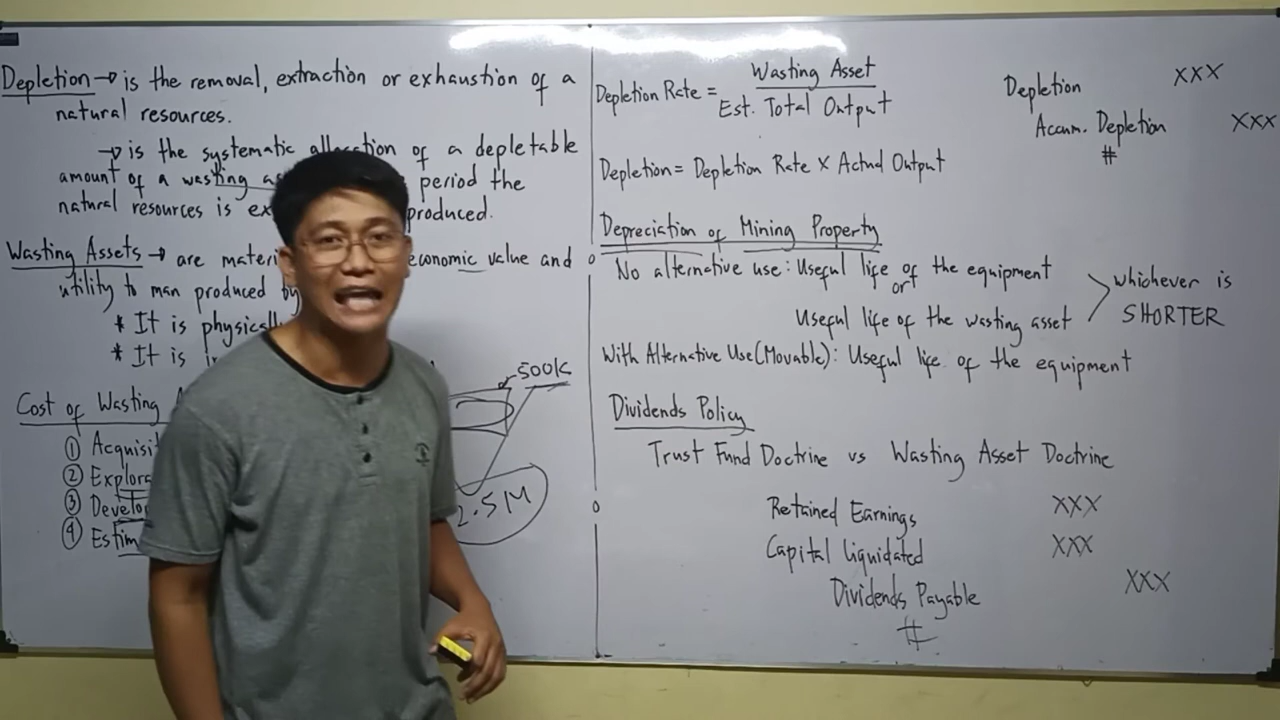 Depletion → is the removal, extraction or exhaustion of a
natural resources.
→ is the systematic allocation of a depletable
amount of a wasting period the
natural resources is produced.
Wasting Assets → are economic value and
utility to man produced
* It is
* It is
Cost of Wasting
①
②
③
④
500K
2.5M
Depletion Rate = Wasting Asset
Est. Total Output
Depletion = Depletion Rate X Actual Output
Depletion XXX
Accum. Depletion XXX
#
Depreciation of Mining Property
No alternative use: Useful life of the equipment
or
Useful life of the wasting asset
whichever is
SHORTER
With Alternative Use (Movable): Useful life of the equipment
Dividends Policy
Trust Fund Doctrine vs Wasting Asset Doctrine
Retained Earnings XXX
Capital Liquidated XXX
Dividends Payable XXX
#